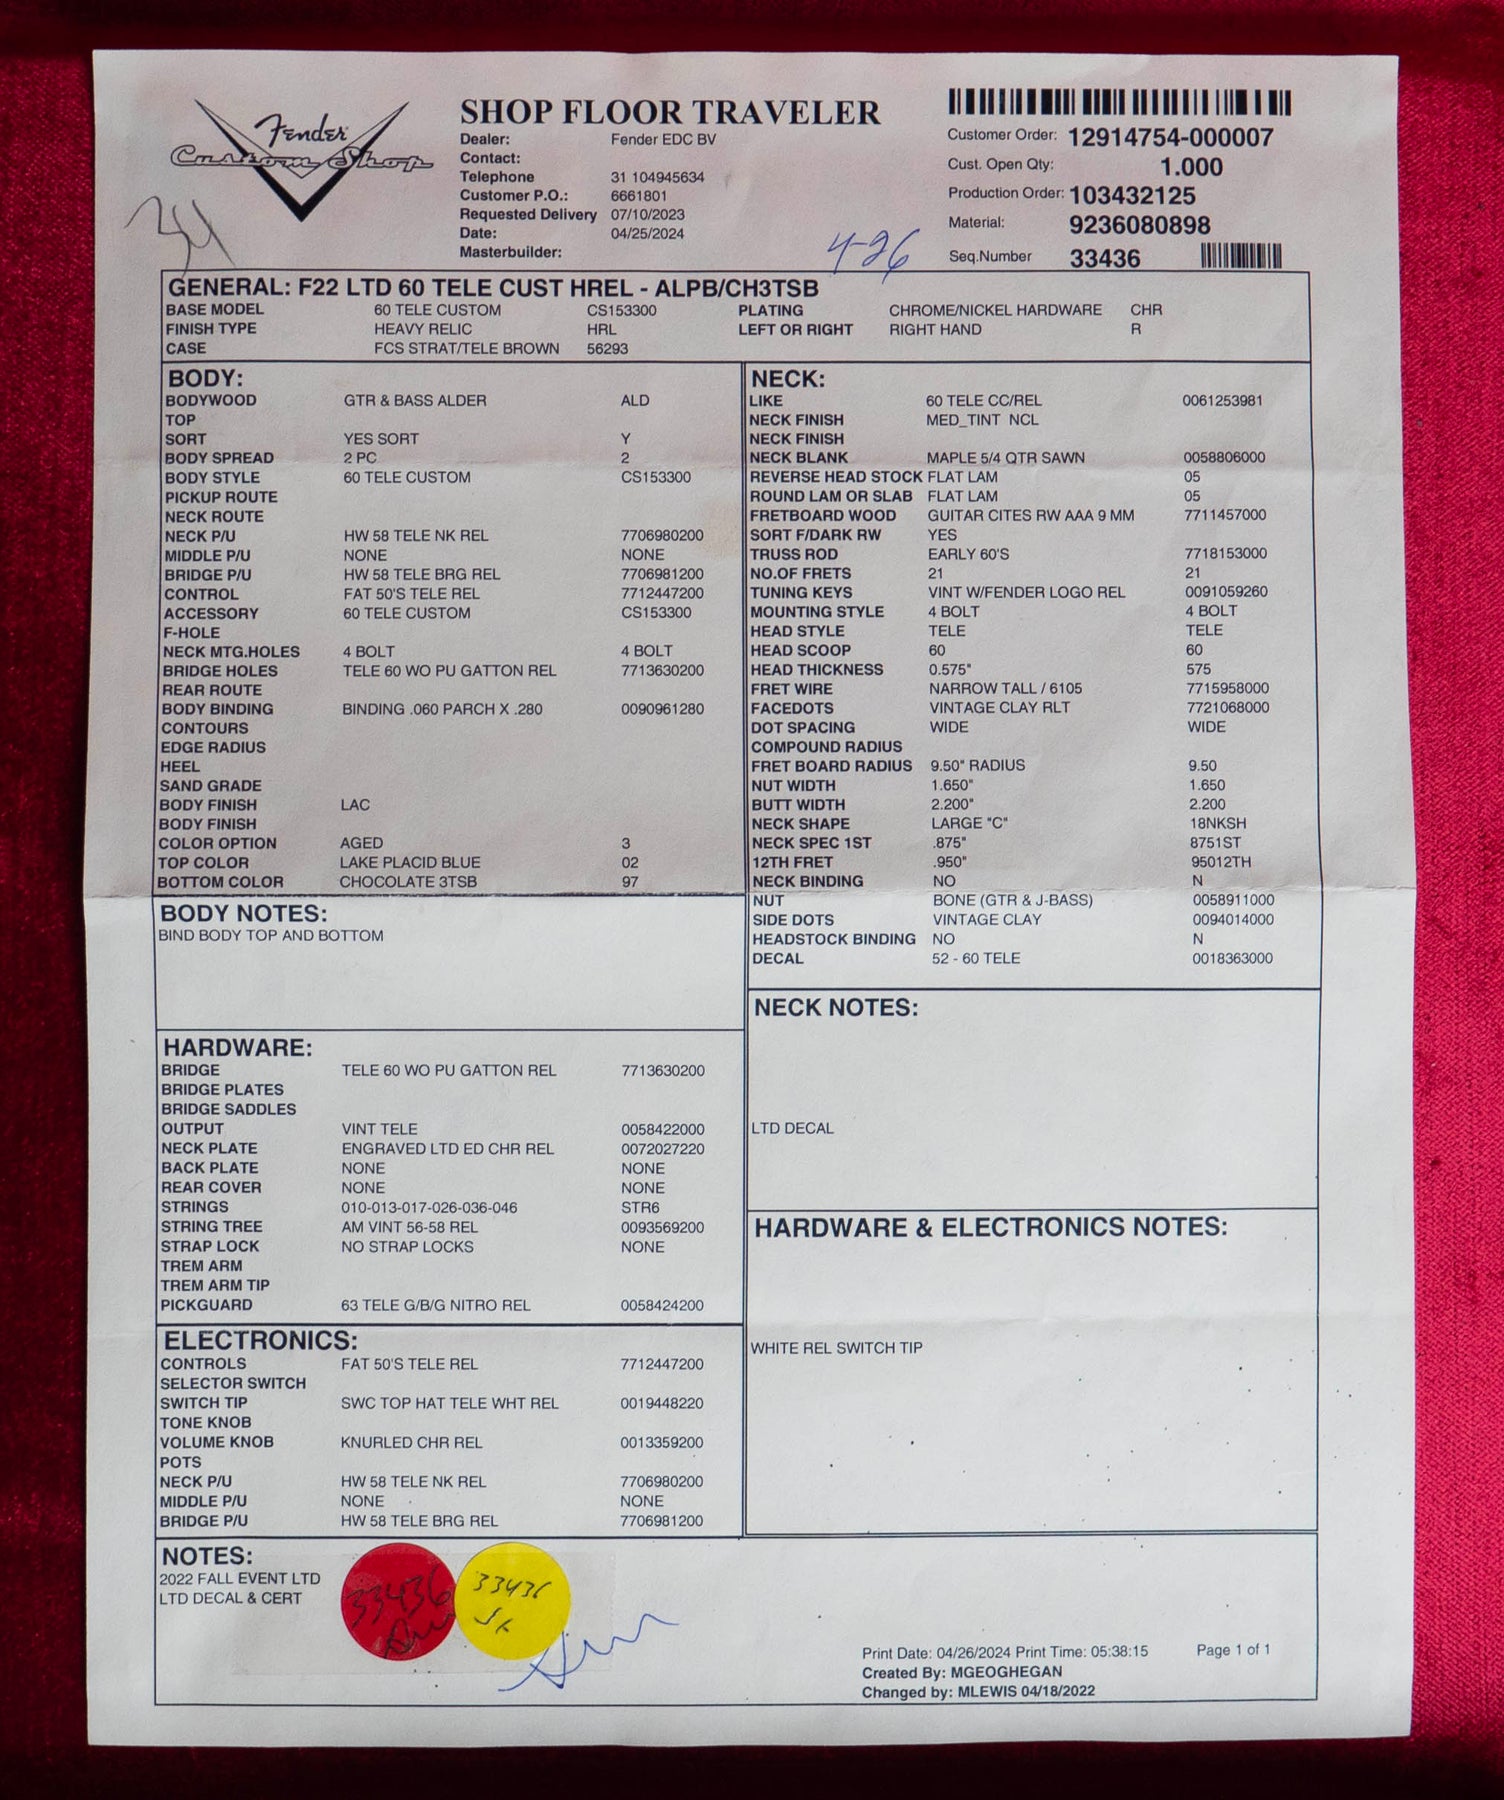 Fender
Custom Shop
SHOP FLOOR TRAVELER
Dealer: Fender EDC BV
Contact:
Telephone 31 104945634
Customer P.O.: 6661801
Requested Delivery 07/10/2023
Date: 04/25/2024
Masterbuilder:
Customer Order: 12914754-000007
Cust. Open Qty: 1.000
Production Order: 103432125
Material: 9236080898
Seq.Number 33436
4-26
GENERAL: F22 LTD 60 TELE CUST HREL - ALPB/CH3TSB
BASE MODEL 60 TELE CUSTOM CS153300 PLATING CHROME/NICKEL HARDWARE CHR
FINISH TYPE HEAVY RELIC HRL LEFT OR RIGHT RIGHT HAND R
CASE FCS STRAT/TELE BROWN 56293
BODY:
BODYWOOD GTR & BASS ALDER ALD
TOP
SORT YES SORT Y
BODY SPREAD 2 PC 2
BODY STYLE 60 TELE CUSTOM CS153300
PICKUP ROUTE
NECK ROUTE
NECK P/U HW 58 TELE NK REL 7706980200
MIDDLE P/U NONE NONE
BRIDGE P/U HW 58 TELE BRG REL 7706981200
CONTROL FAT 50'S TELE REL 7712447200
ACCESSORY 60 TELE CUSTOM CS153300
F-HOLE
NECK MTG.HOLES 4 BOLT 4 BOLT
BRIDGE HOLES TELE 60 WO PU GATTON REL 7713630200
REAR ROUTE
BODY BINDING BINDING .060 PARCH X .280 0090961280
CONTOURS
EDGE RADIUS
HEEL
SAND GRADE
BODY FINISH LAC
BODY FINISH
COLOR OPTION AGED 3
TOP COLOR LAKE PLACID BLUE 02
BOTTOM COLOR CHOCOLATE 3TSB 97
BODY NOTES:
BIND BODY TOP AND BOTTOM
HARDWARE:
BRIDGE TELE 60 WO PU GATTON REL 7713630200
BRIDGE PLATES
BRIDGE SADDLES
OUTPUT VINT TELE 0058422000
NECK PLATE ENGRAVED LTD ED CHR REL 0072027220
BACK PLATE NONE NONE
REAR COVER NONE NONE
STRINGS 010-013-017-026-036-046 STR6
STRING TREE AM VINT 56-58 REL 0093569200
STRAP LOCK NO STRAP LOCKS NONE
TREM ARM
TREM ARM TIP
PICKGUARD 63 TELE G/B/G NITRO REL 0058424200
ELECTRONICS:
CONTROLS FAT 50'S TELE REL 7712447200
SELECTOR SWITCH
SWITCH TIP SWC TOP HAT TELE WHT REL 0019448220
TONE KNOB
VOLUME KNOB KNURLED CHR REL 0013359200
POTS
NECK P/U HW 58 TELE NK REL 7706980200
MIDDLE P/U NONE NONE
BRIDGE P/U HW 58 TELE BRG REL 7706981200
NECK:
LIKE 60 TELE CC/REL 0061253981
NECK FINISH MED_TINT NCL
NECK FINISH
NECK BLANK MAPLE 5/4 QTR SAWN 0058806000
REVERSE HEAD STOCK FLAT LAM 05
ROUND LAM OR SLAB FLAT LAM 05
FRETBOARD WOOD GUITAR CITES RW AAA 9 MM 7711457000
SORT F/DARK RW YES
TRUSS ROD EARLY 60'S 7718153000
NO.OF FRETS 21 21
TUNING KEYS VINT W/FENDER LOGO REL 0091059260
MOUNTING STYLE 4 BOLT 4 BOLT
HEAD STYLE TELE TELE
HEAD SCOOP 60 60
HEAD THICKNESS 0.575" 575
FRET WIRE NARROW TALL / 6105 7715958000
FACEDOTS VINTAGE CLAY RLT 7721068000
DOT SPACING WIDE WIDE
COMPOUND RADIUS
FRET BOARD RADIUS 9.50" RADIUS 9.50
NUT WIDTH 1.650" 1.650
BUTT WIDTH 2.200" 2.200
NECK SHAPE LARGE "C" 18NKSH
NECK SPEC 1ST .875" 8751ST
12TH FRET .950" 95012TH
NECK BINDING NO N
NUT BONE (GTR & J-BASS) 0058911000
SIDE DOTS VINTAGE CLAY 0094014000
HEADSTOCK BINDING NO N
DECAL 52 - 60 TELE 0018363000
NECK NOTES:
LTD DECAL
HARDWARE & ELECTRONICS NOTES:
WHITE REL SWITCH TIP
NOTES:
2022 FALL EVENT LTD
LTD DECAL & CERT
33436
33436
Print Date: 04/26/2024 Print Time: 05:38:15 Page 1 of 1
Created By: MGEOGHEGAN
Changed by: MLEWIS 04/18/2022